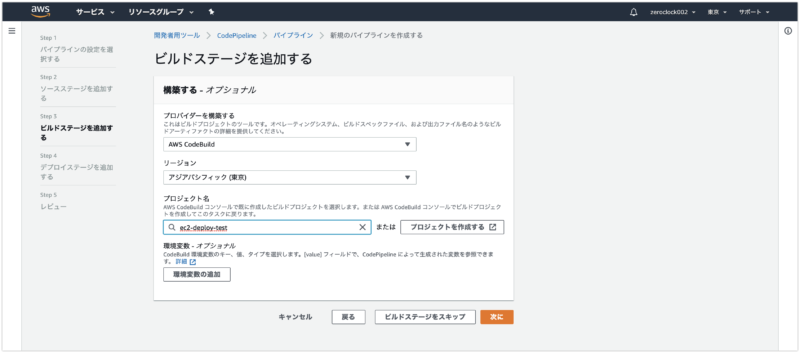 aws
サービス
リソースグループ
zeroclock002
東京
サポート
Step 1
パイプラインの設定を選
択する
Step 2
ソースステージを追加す
る
Step 3
ビルドステージを追加す
る
Step 4
デプロイステージを追加
する
Step 5
レビュー
開発者用ツール > CodePipeline > パイプライン > 新規のパイプラインを作成する
ビルドステージを追加する
構築する - オプショナル
プロバイダーを構築する
これはビルドプロジェクトのツールです。オペレーティングシステム、ビルドスペックファイル、および出力ファイル名のようなビル
ドアーティファクトの詳細を提供してください。
AWS CodeBuild
リージョン
アジアパシフィック (東京)
プロジェクト名
AWS CodeBuild コンソールで既に作成したビルドプロジェクトを選択します。または AWS CodeBuild コンソールでビルドプロジェクト
を作成してこのタスクに戻ります。
ec2-deploy-test
または
プロジェクトを作成する
環境変数 - オプショナル
CodeBuild 環境変数のキー、値、タイプを選択します。[value] フィールドで、CodePipeline によって生成された変数を参照できま
す。 詳細
環境変数の追加
キャンセル
戻る
ビルドステージをスキップ
次に